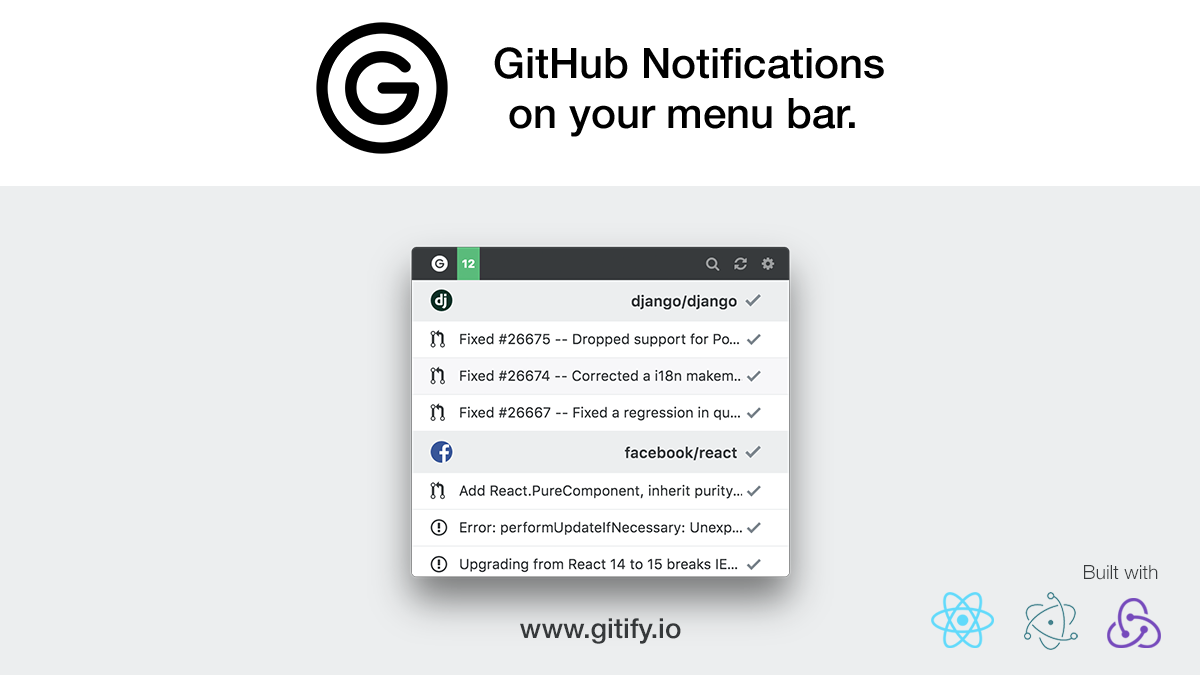 GitHub Notifications
on your menu bar.
G 12
dj django/django
Fixed #26675 -- Dropped support for Po...
Fixed #26674 -- Corrected a i18n makem..
Fixed #26667 -- Fixed a regression in qu...
f facebook/react
Add React.PureComponent, inherit purity...
Error: performUpdateIfNecessary: Unexp...
Upgrading from React 14 to 15 breaks IE...
www.gitify.io
Built with